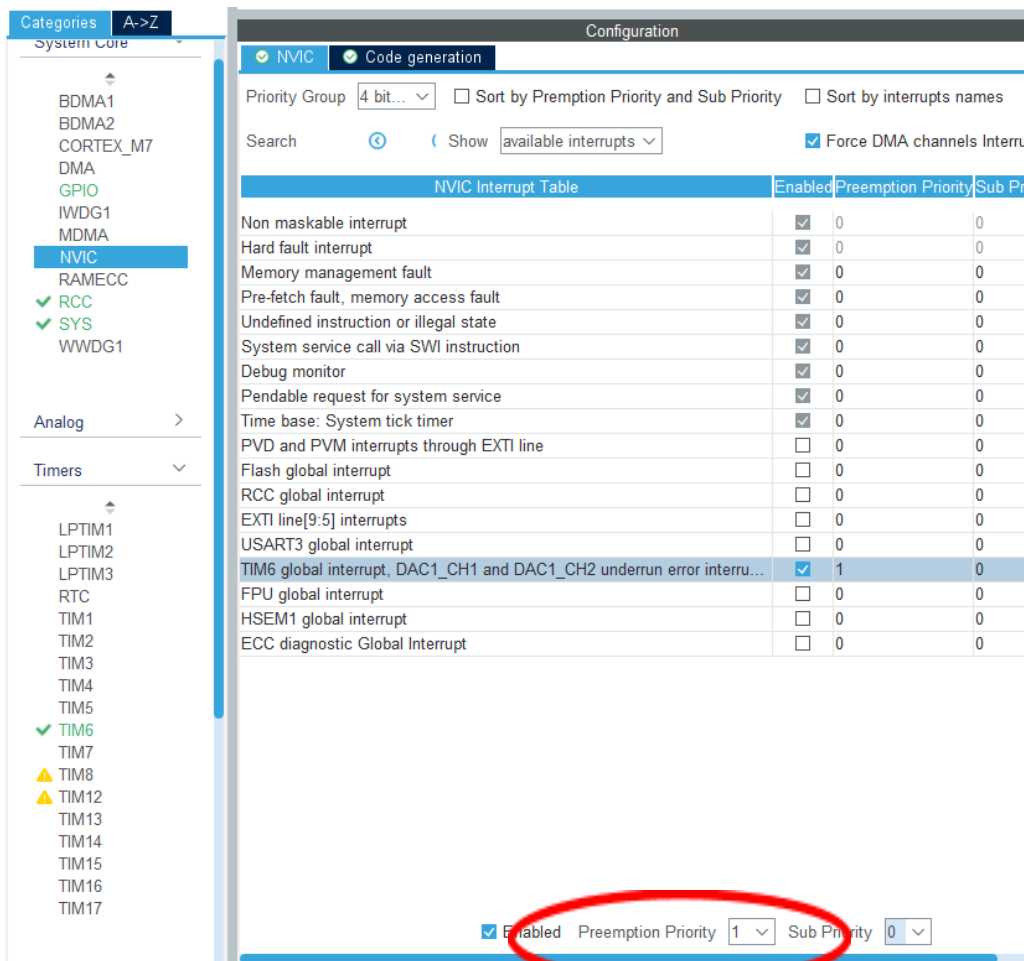 Categories A->Z
System Core
BDMA1
BDMA2
CORTEX_M7
DMA
GPIO
IWDG1
MDMA
NVIC
RAMECC
RCC
SYS
WWDG1
Analog
Timers
LPTIM1
LPTIM2
LPTIM3
RTC
TIM1
TIM2
TIM3
TIM4
TIM5
TIM6
TIM7
TIM8
TIM12
TIM13
TIM14
TIM15
TIM16
TIM17
Configuration
NVIC Code generation
Priority Group 4 bit... Sort by Premption Priority and Sub Priority Sort by interrupts names
Search Show available interrupts Force DMA channels Interru
NVIC Interrupt Table Enabled Preemption Priority Sub Pr
Non maskable interrupt 0 0
Hard fault interrupt 0 0
Memory management fault 0 0
Pre-fetch fault, memory access fault 0 0
Undefined instruction or illegal state 0 0
System service call via SWI instruction 0 0
Debug monitor 0 0
Pendable request for system service 0 0
Time base: System tick timer 0 0
PVD and PVM interrupts through EXTI line 0 0
Flash global interrupt 0 0
RCC global interrupt 0 0
EXTI line[9:5] interrupts 0 0
USART3 global interrupt 0 0
TIM6 global interrupt, DAC1_CH1 and DAC1_CH2 underrun error interru... 1 0
FPU global interrupt 0 0
HSEM1 global interrupt 0 0
ECC diagnostic Global Interrupt 0 0
Enabled Preemption Priority 1 Sub Priority 0